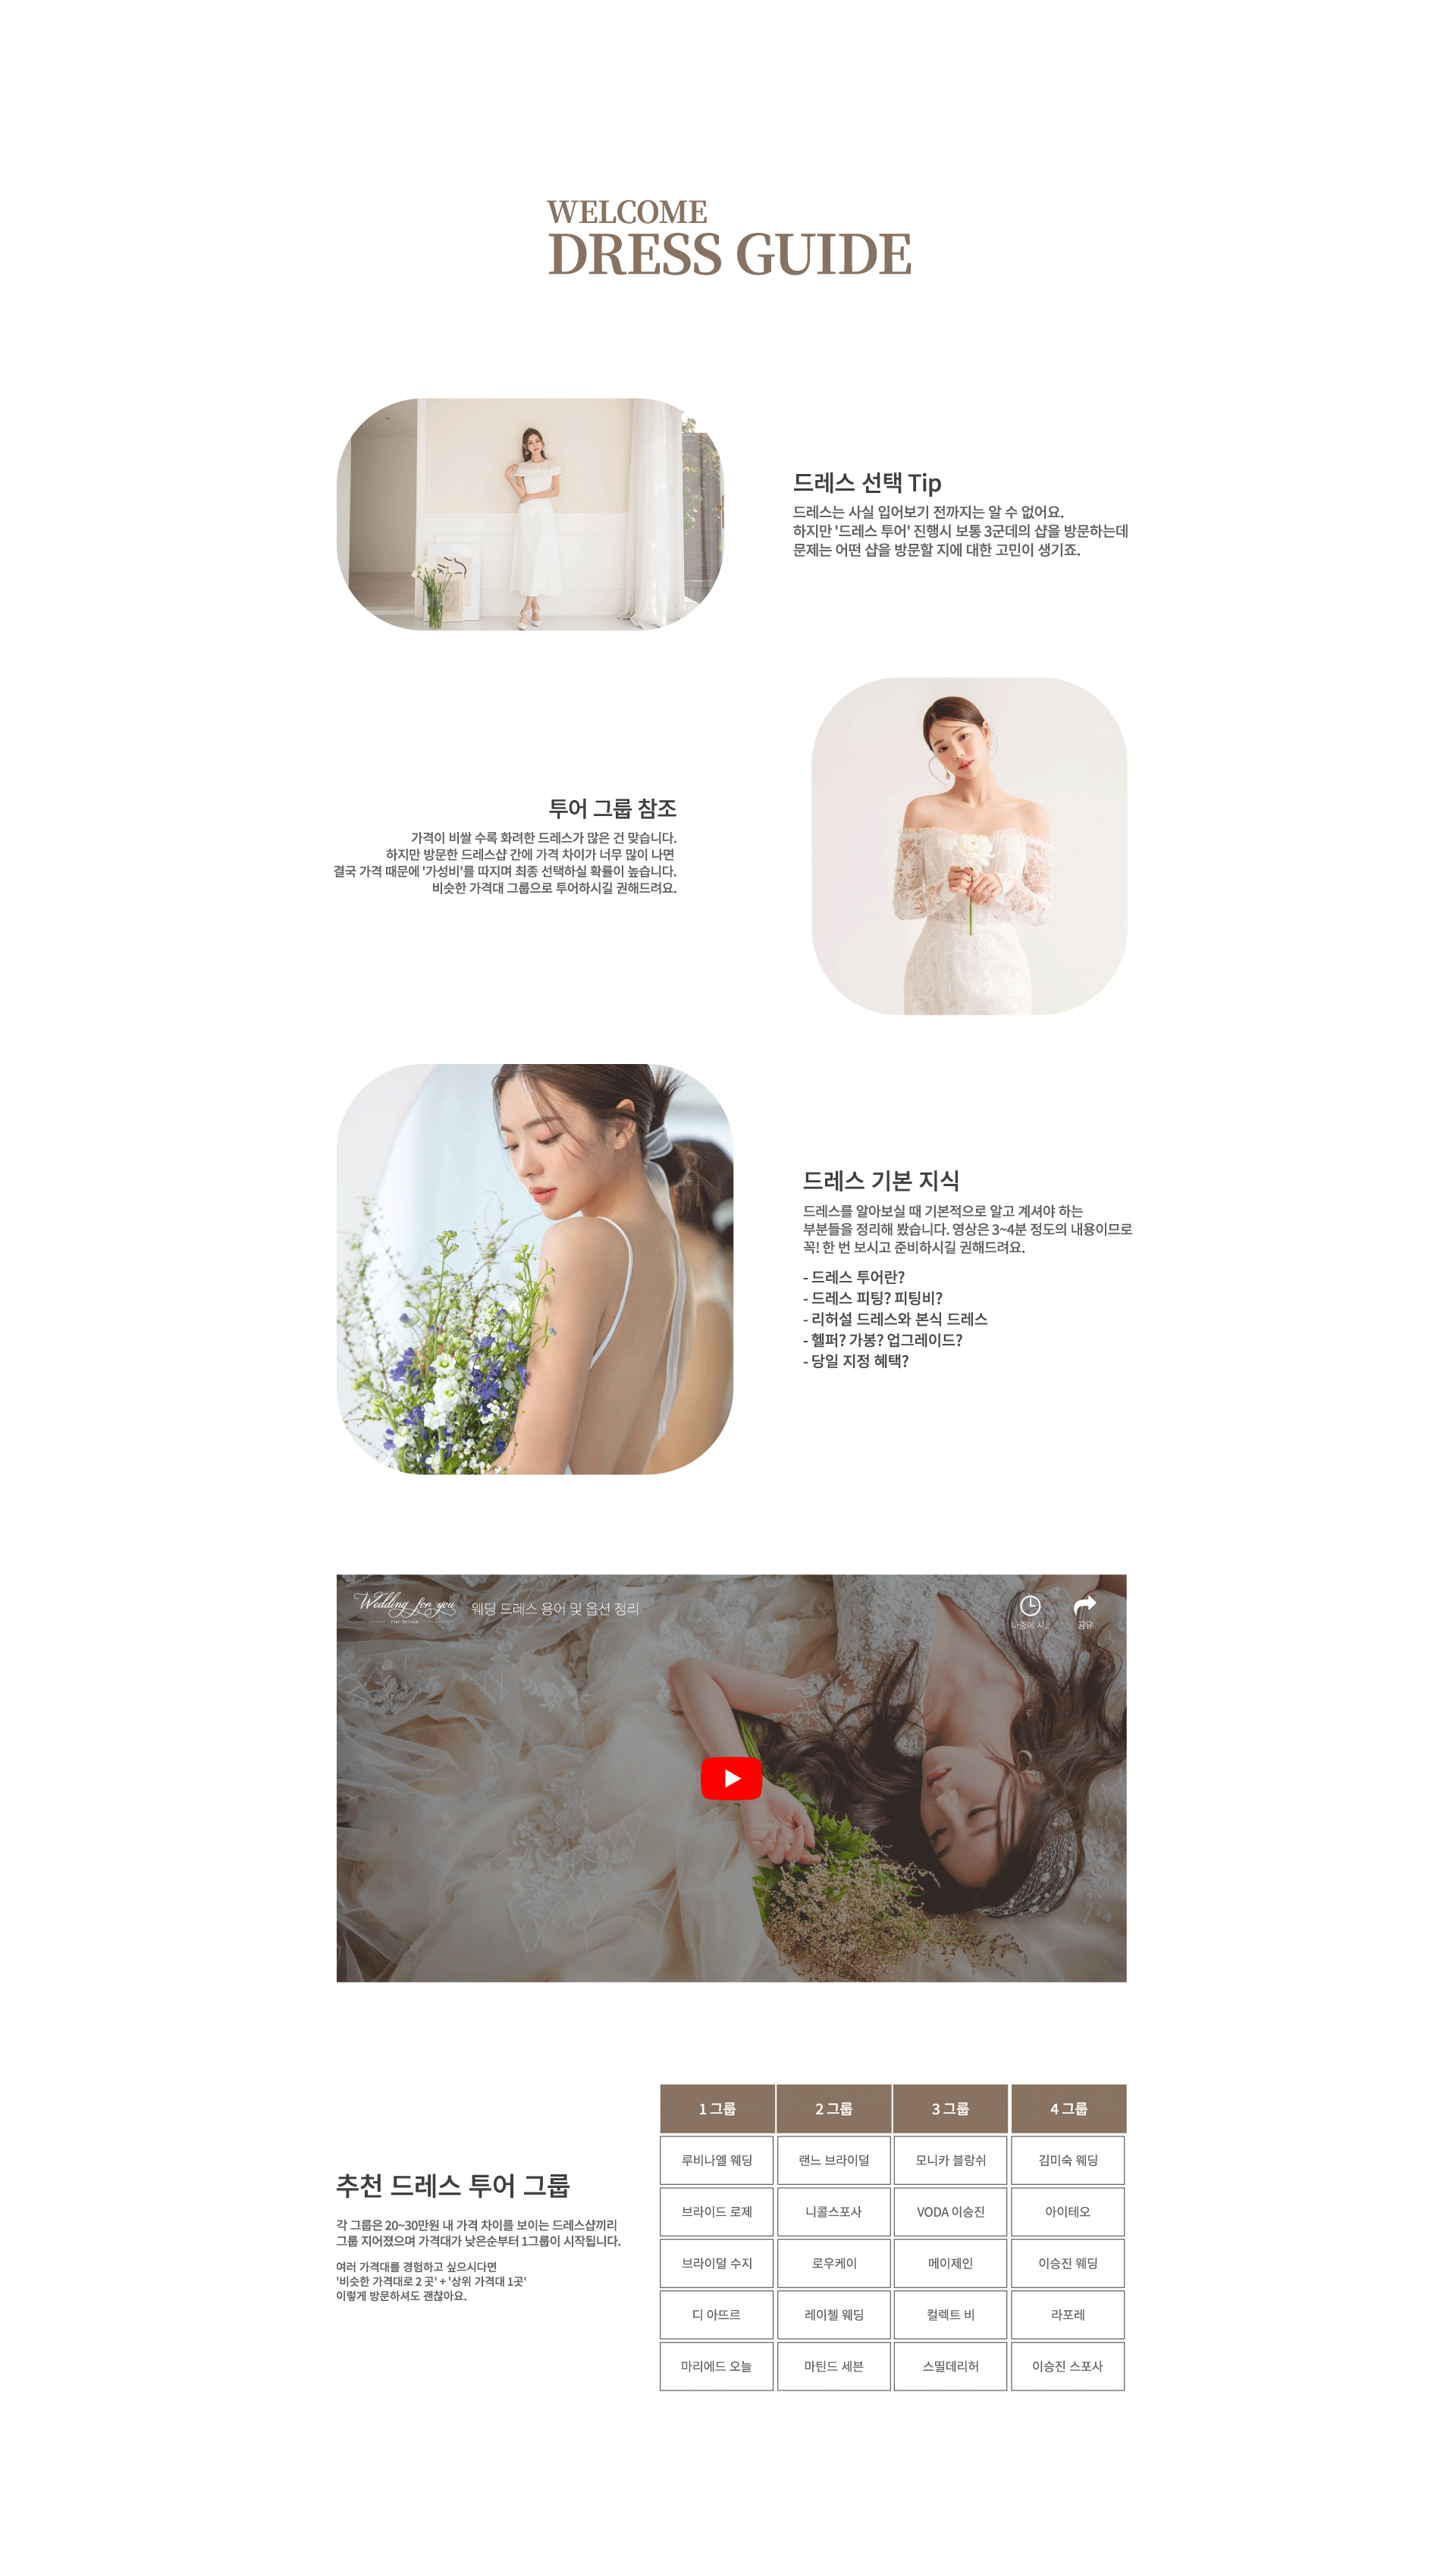 WELCOME
DRESS GUIDE
드레스 선택 Tip
드레스는 사실 입어보기 전까지는 알 수 없어요.
하지만 '드레스 투어' 진행시 보통 3군데의 샵을 방문하는데
문제는 어떤 샵을 방문할 지에 대한 고민이 생기죠.
투어 그룹 참조
가격이 비쌀 수록 화려한 드레스가 많은 건 맞습니다.
하지만 방문한 드레스샵 간에 가격 차이가 너무 많이 나면
결국 가격 때문에 '가성비'를 따지며 최종 선택하실 확률이 높습니다.
비슷한 가격대 그룹으로 투어하시길 권해드려요.
드레스 기본 지식
드레스를 알아보실 때 기본적으로 알고 계셔야 하는
부분들을 정리해 봤습니다. 영상은 3~4분 정도의 내용이므로
꼭! 한 번 보시고 준비하시길 권해드려요.
- 드레스 투어란?
- 드레스 피팅? 피팅비?
- 리허설 드레스와 본식 드레스
- 헬퍼? 가봉? 업그레이드?
- 당일 지정 혜택?
Wedding for you
Plan Service
웨딩 드레스 용어 및 옵션 정리
나중에 시..
공유
추천 드레스 투어 그룹
각 그룹은 20~30만원 내 가격 차이를 보이는 드레스샵끼리
그룹 지어졌으며 가격대가 낮은순부터 1그룹이 시작됩니다.
여러 가격대를 경험하고 싶으시다면
'비슷한 가격대로 2 곳' + '상위 가격대 1곳'
이렇게 방문하셔도 괜찮아요.
1 그룹 2 그룹 3 그룹 4 그룹
루비나엘 웨딩 랜느 브라이덜 모니카 블랑쉬 김미숙 웨딩
브라이드 로제 니콜스포사 VODA 이승진 아이테오
브라이덜 수지 로우케이 메이제인 이승진 웨딩
디 아뜨르 레이첼 웨딩 컬렉트 비 라포레
마리에드 오늘 마틴드 세븐 스띨데리허 이승진 스포사